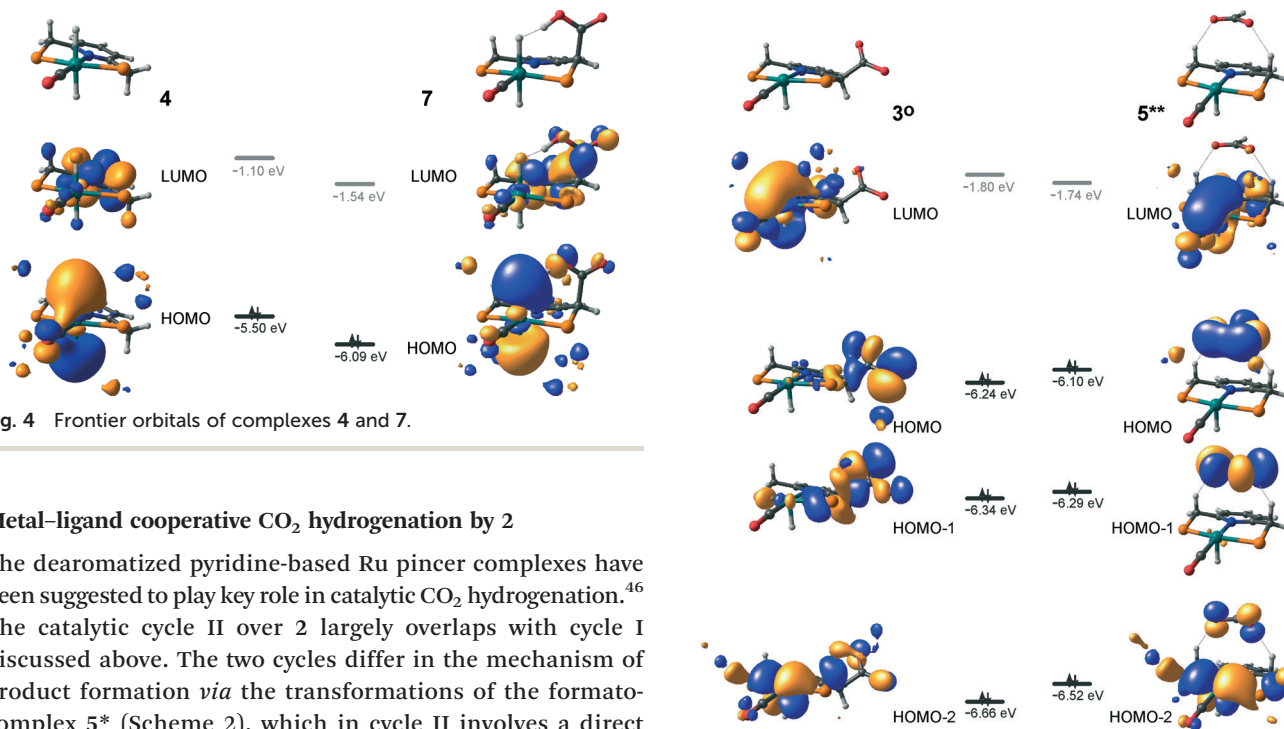 4
7
LUMO
−1.10 eV
−1.54 eV
LUMO
HOMO
−5.50 eV
−6.09 eV
HOMO
g. 4 Frontier orbitals of complexes 4 and 7.
Metal–ligand cooperative CO₂ hydrogenation by 2
he dearomatized pyridine-based Ru pincer complexes have
een suggested to play key role in catalytic CO₂ hydrogenation.⁴⁶
he catalytic cycle II over 2 largely overlaps with cycle I
iscussed above. The two cycles differ in the mechanism of
roduct formation via the transformations of the formato-
omplex 5* (Scheme 2), which in cycle II involves a direct
3º
5**
LUMO
−1.80 eV
−1.74 eV
LUMO
HOMO
−6.24 eV
−6.10 eV
HOMO
HOMO-1
−6.34 eV
−6.29 eV
HOMO-1
HOMO-2
−6.66 eV
−6.52 eV
HOMO-2